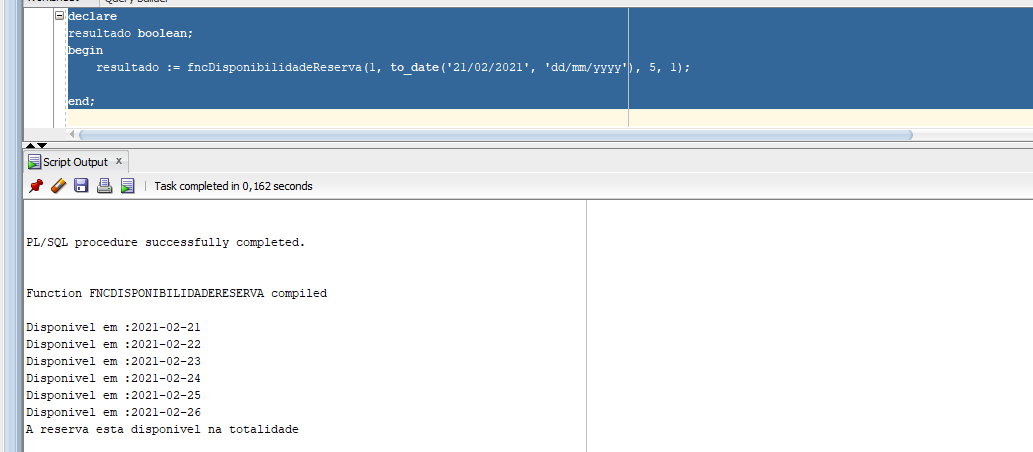 Query Builder
declare
resultado boolean;
begin
resultado := fncDisponibilidadeReserva(1, to_date('21/02/2021', 'dd/mm/yyyy'), 5, 1);
end;
Script Output x
Task completed in 0,162 seconds
PL/SQL procedure successfully completed.
Function FNCDISPONIBILIDADERESERVA compiled
Disponivel em :2021-02-21
Disponivel em :2021-02-22
Disponivel em :2021-02-23
Disponivel em :2021-02-24
Disponivel em :2021-02-25
Disponivel em :2021-02-26
A reserva esta disponivel na totalidade